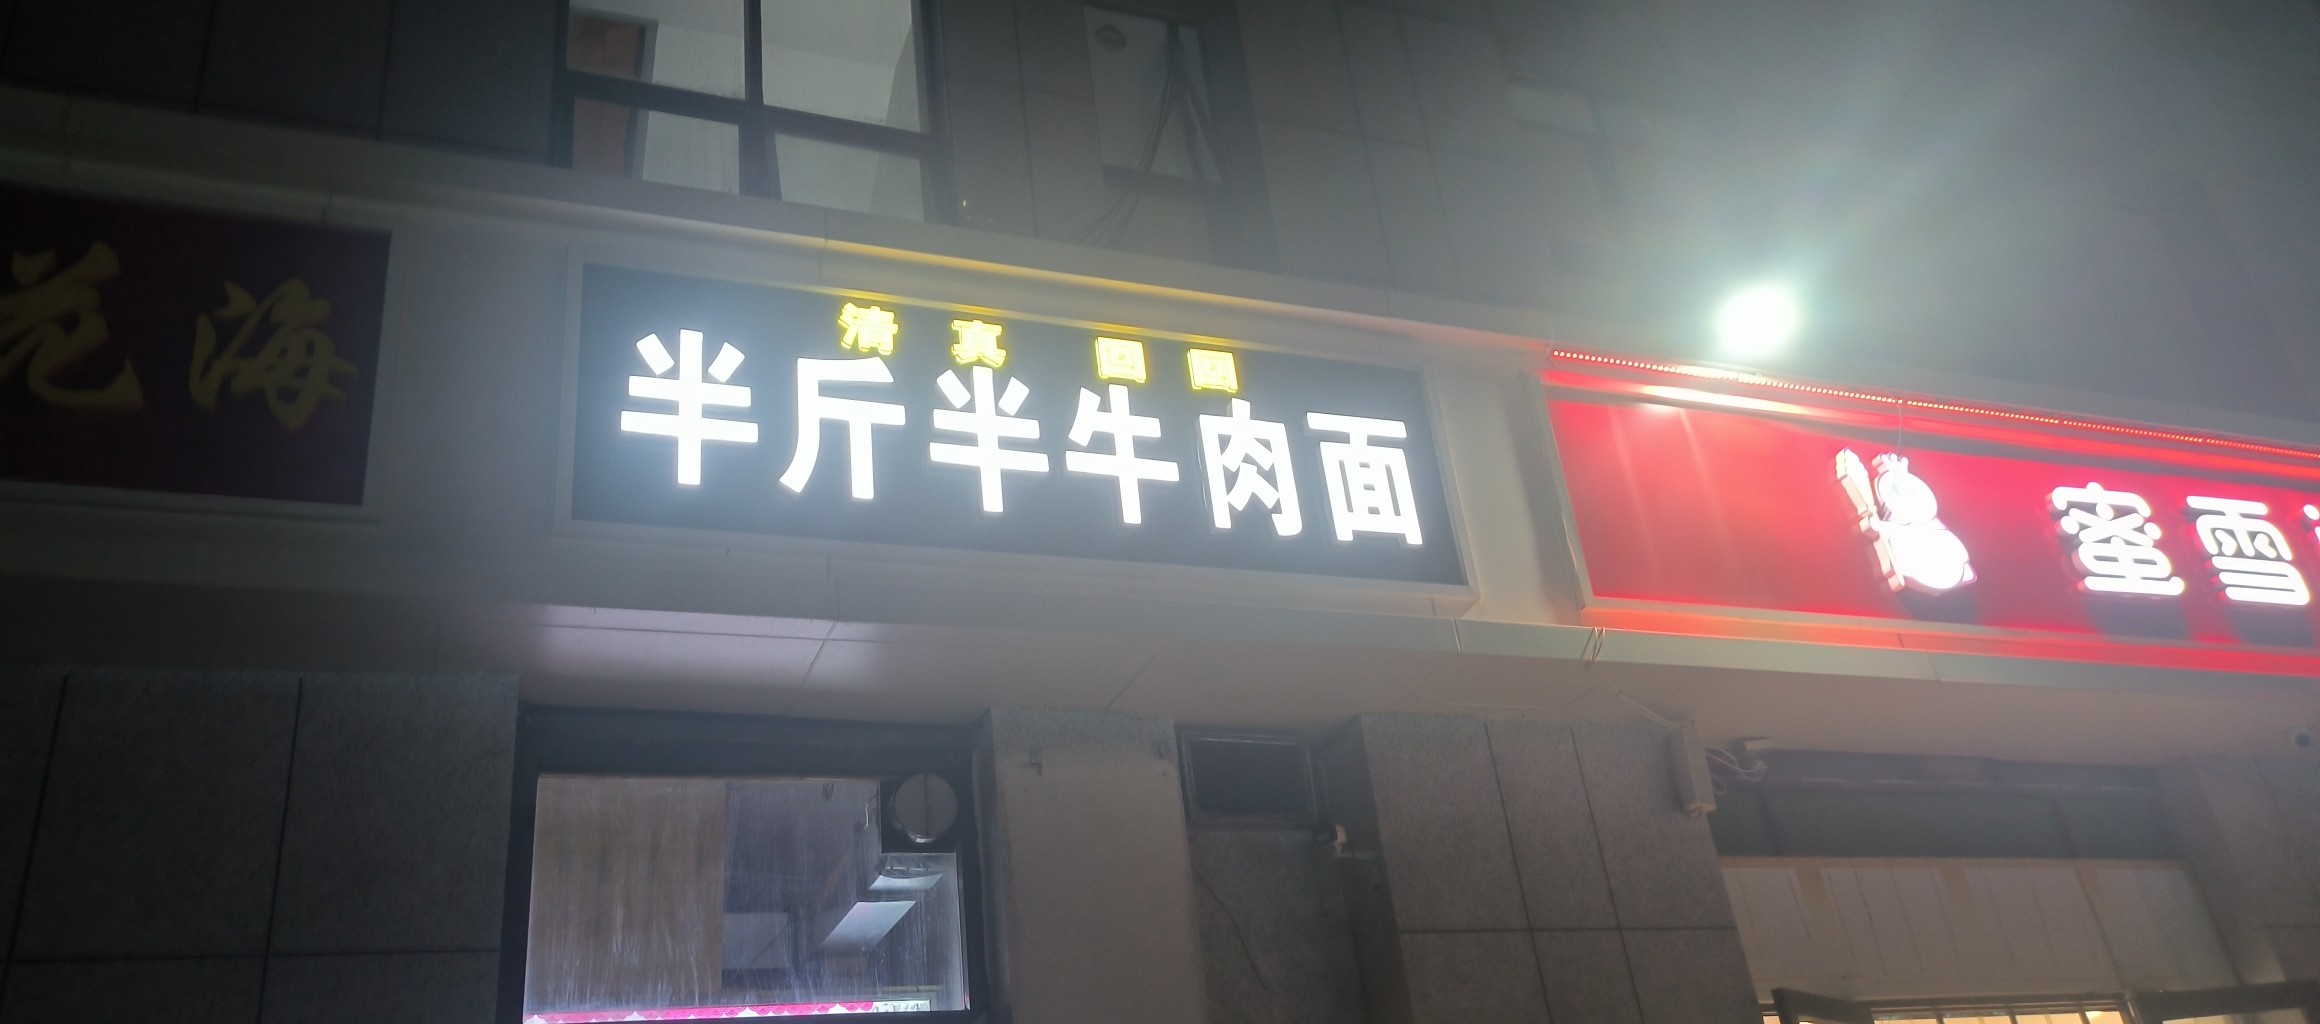 花海
清真 回回
半斤半牛肉面
蜜雪